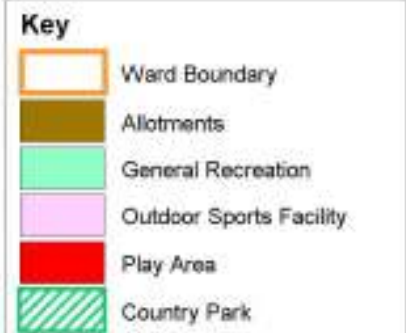 Key
Ward Boundary
Allotments
General Recreation
Outdoor Sports Facility
Play Area
Country Park